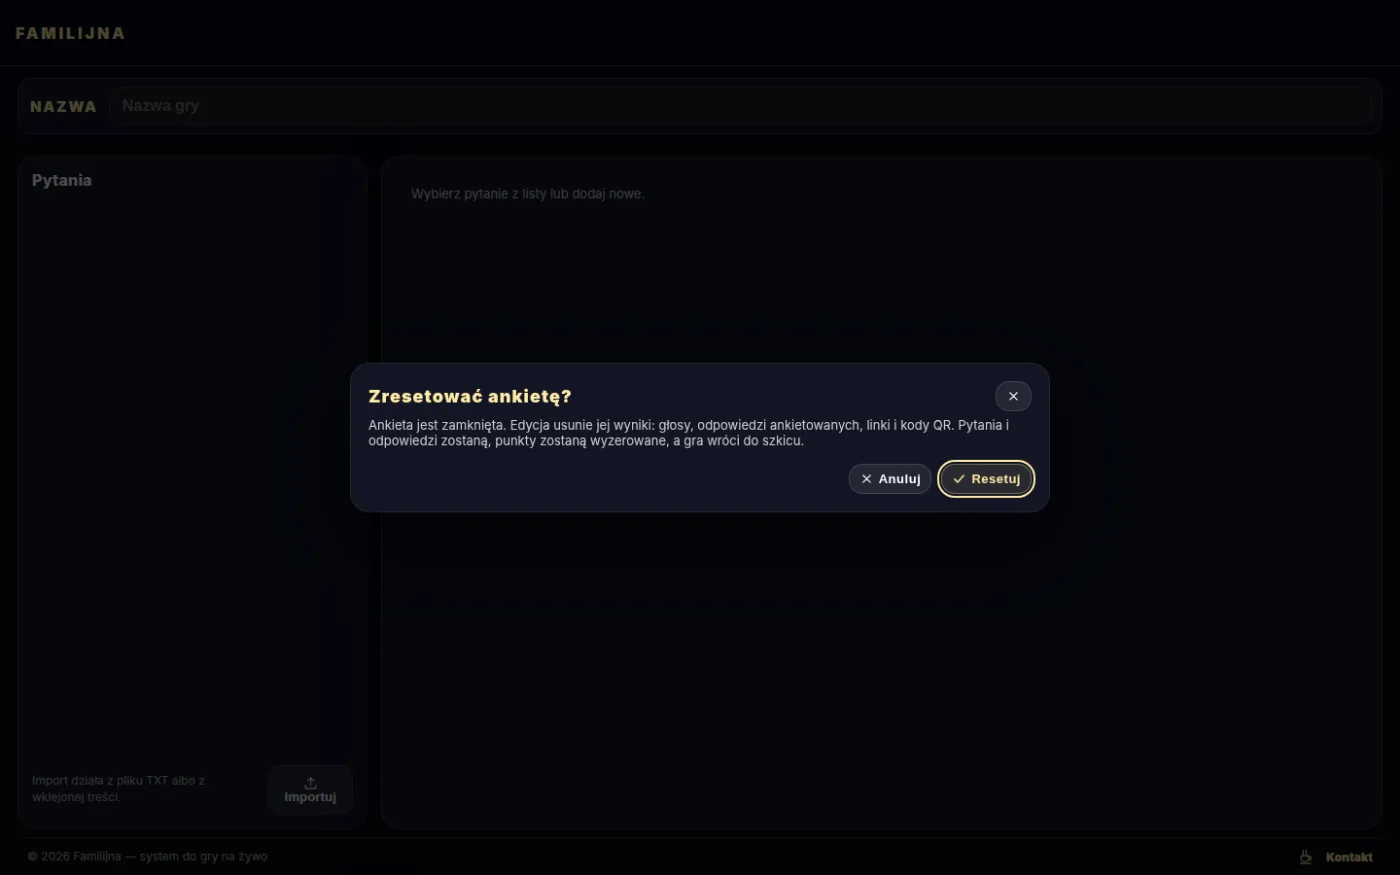 FAMILIJNA
NAZWA
Nazwa gry
Pytania
Wybierz pytanie z listy lub dodaj nowe.
Zresetować ankietę?
Ankieta jest zamknięta. Edycja usunie jej wyniki: głosy, odpowiedzi ankietowanych, linki i kody QR. Pytania i
odpowiedzi zostaną, punkty zostaną wyzerowane, a gra wróci do szkicu.
Anuluj
Resetuj
Import działa z pliku TXT albo z
wklejonej treści.
Importuj
© 2026 Familijna — system do gry na żywo
Kontakt